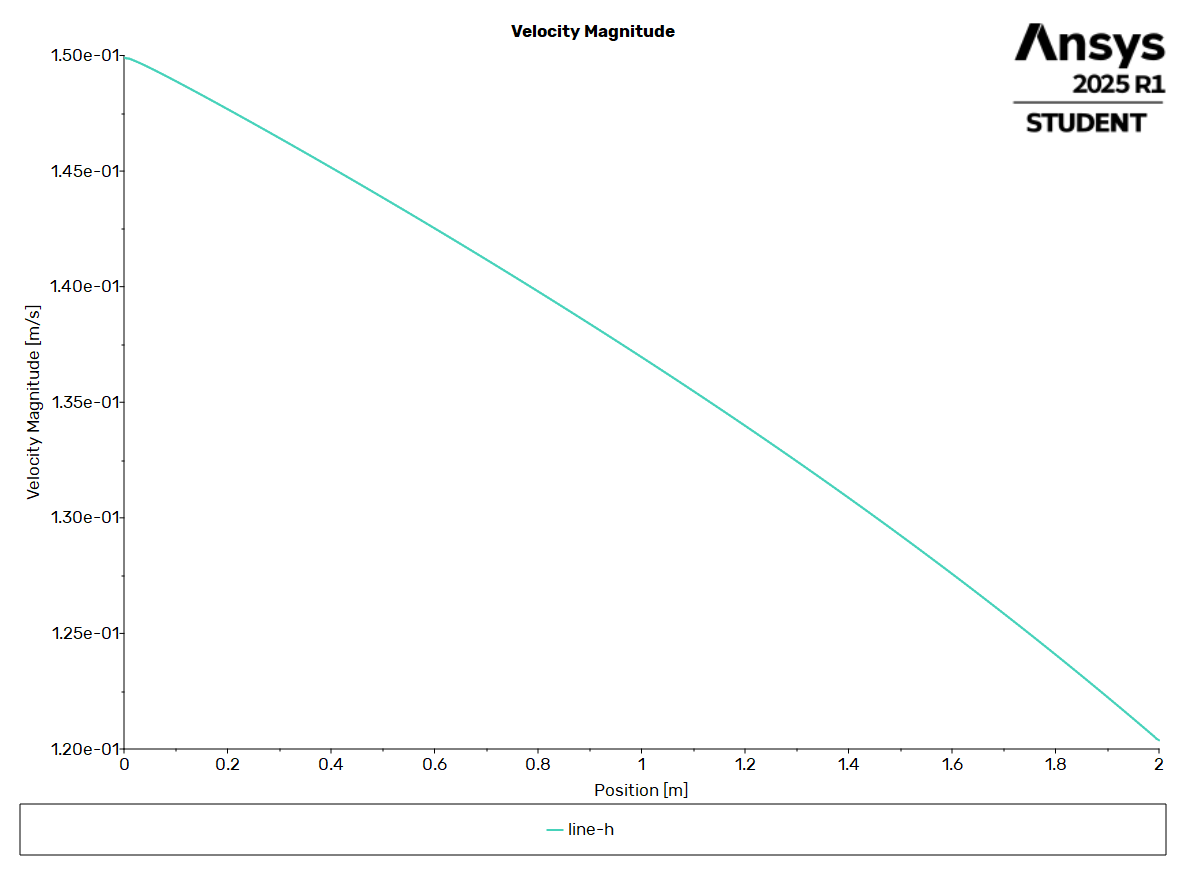 Velocity Magnitude
Ansys
2025 R1
STUDENT
1.50e-01
1.45e-01
1.40e-01
1.35e-01
1.30e-01
1.25e-01
1.20e-01
Velocity Magnitude [m/s]
0 0.2 0.4 0.6 0.8 1 1.2 1.4 1.6 1.8 2
Position [m]
line-h